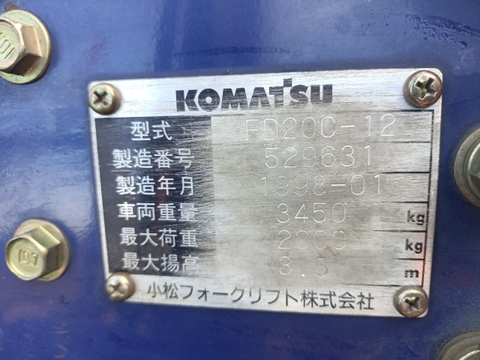 KOMATSU
型式 FD20C-12
製造番号 529631
製造年月 1998-01
車両重量 3450 kg
最大荷重 2000 kg
最大揚高 3.5 m
小松フォークリフト株式会社